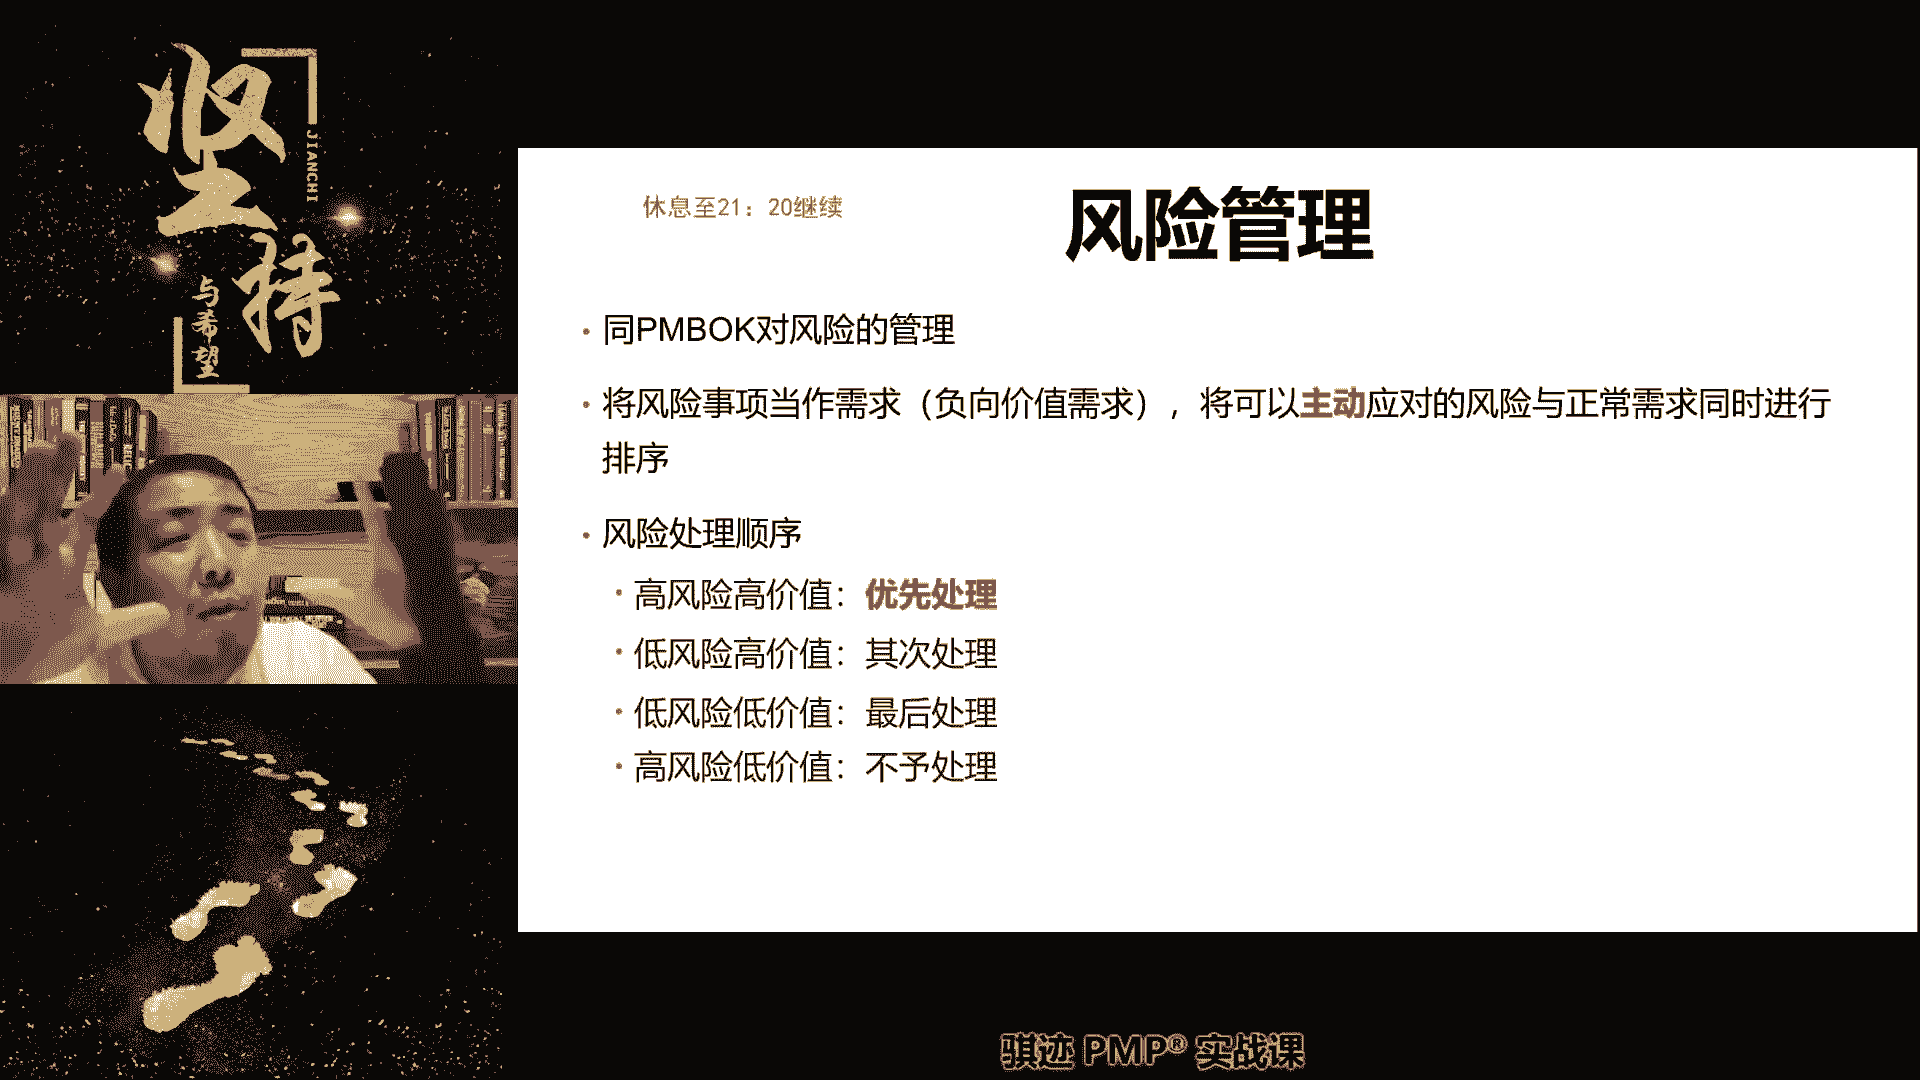 坚持
JIANCHI
与希望
休息至21：20继续
风险管理
• 同PMBOK对风险的管理
• 将风险事项当作需求（负向价值需求），将可以主动应对的风险与正常需求同时进行
排序
• 风险处理顺序
• 高风险高价值：优先处理
• 低风险高价值：其次处理
• 低风险低价值：最后处理
• 高风险低价值：不予处理
骐迹 PMP® 实战课